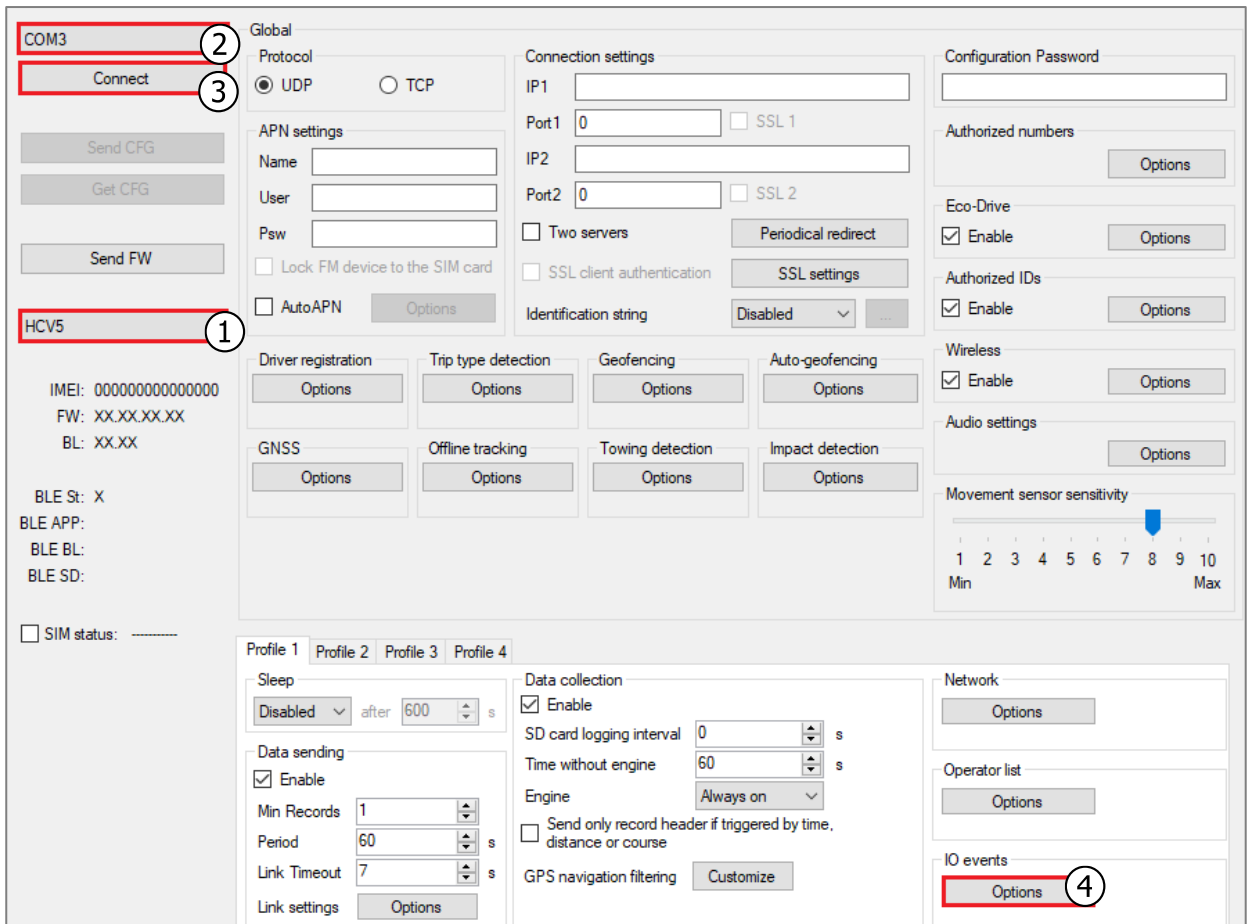 COM3
2
Connect
3
Send CFG
Get CFG
Send FW
HCV5
1
IMEI: 000000000000000
FW: XX.XX.XX.XX
BL: XX.XX
BLE St: X
BLE APP:
BLE BL:
BLE SD:
SIM status: -----------
Global
Protocol
UDP TCP
APN settings
Name
User
Psw
Lock FM device to the SIM card
AutoAPN Options
Connection settings
IP1
Port1 0 SSL 1
IP2
Port2 0 SSL 2
Two servers Periodical redirect
SSL client authentication SSL settings
Identification string Disabled ...
Configuration Password
Authorized numbers
Options
Eco-Drive
Enable Options
Authorized IDs
Enable Options
Wireless
Enable Options
Audio settings
Options
Movement sensor sensitivity
1 2 3 4 5 6 7 8 9 10
Min Max
Driver registration Trip type detection Geofencing Auto-geofencing
Options Options Options Options
GNSS Offline tracking Towing detection Impact detection
Options Options Options Options
Profile 1 Profile 2 Profile 3 Profile 4
Sleep
Disabled after 600 s
Data sending
Enable
Min Records 1
Period 60 s
Link Timeout 7 s
Link settings Options
Data collection
Enable
SD card logging interval 0 s
Time without engine 60 s
Engine Always on
Send only record header if triggered by time,
distance or course
GPS navigation filtering Customize
Network
Options
Operator list
Options
IO events
Options 4